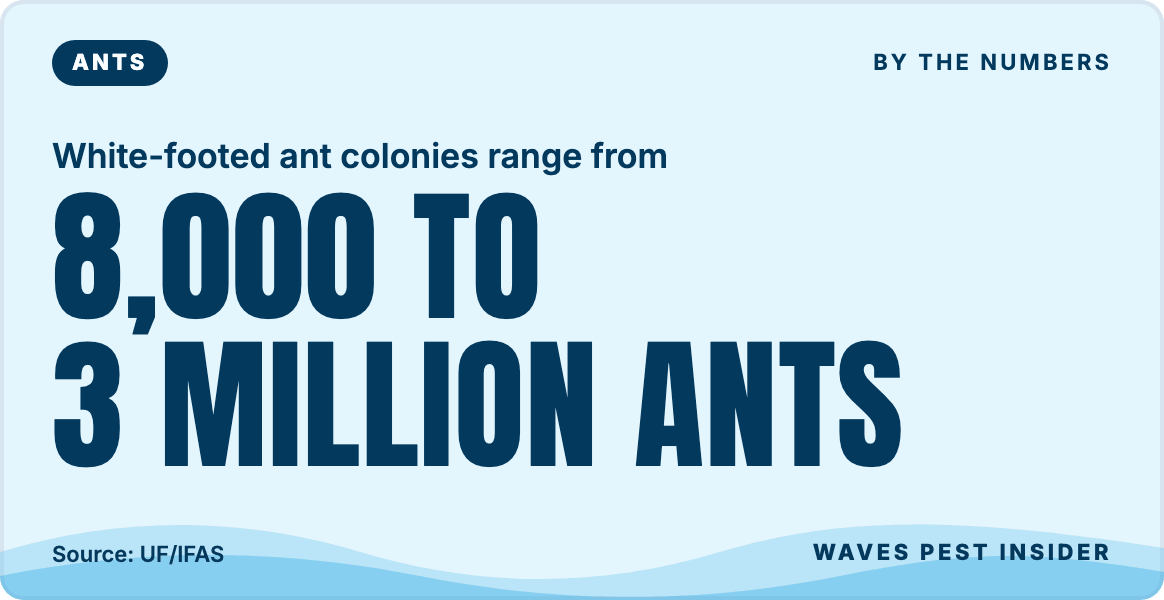 ANTS
BY THE NUMBERS
White-footed ant colonies range from
8,000 TO
3 MILLION ANTS
Source: UF/IFAS
WAVES PEST INSIDER